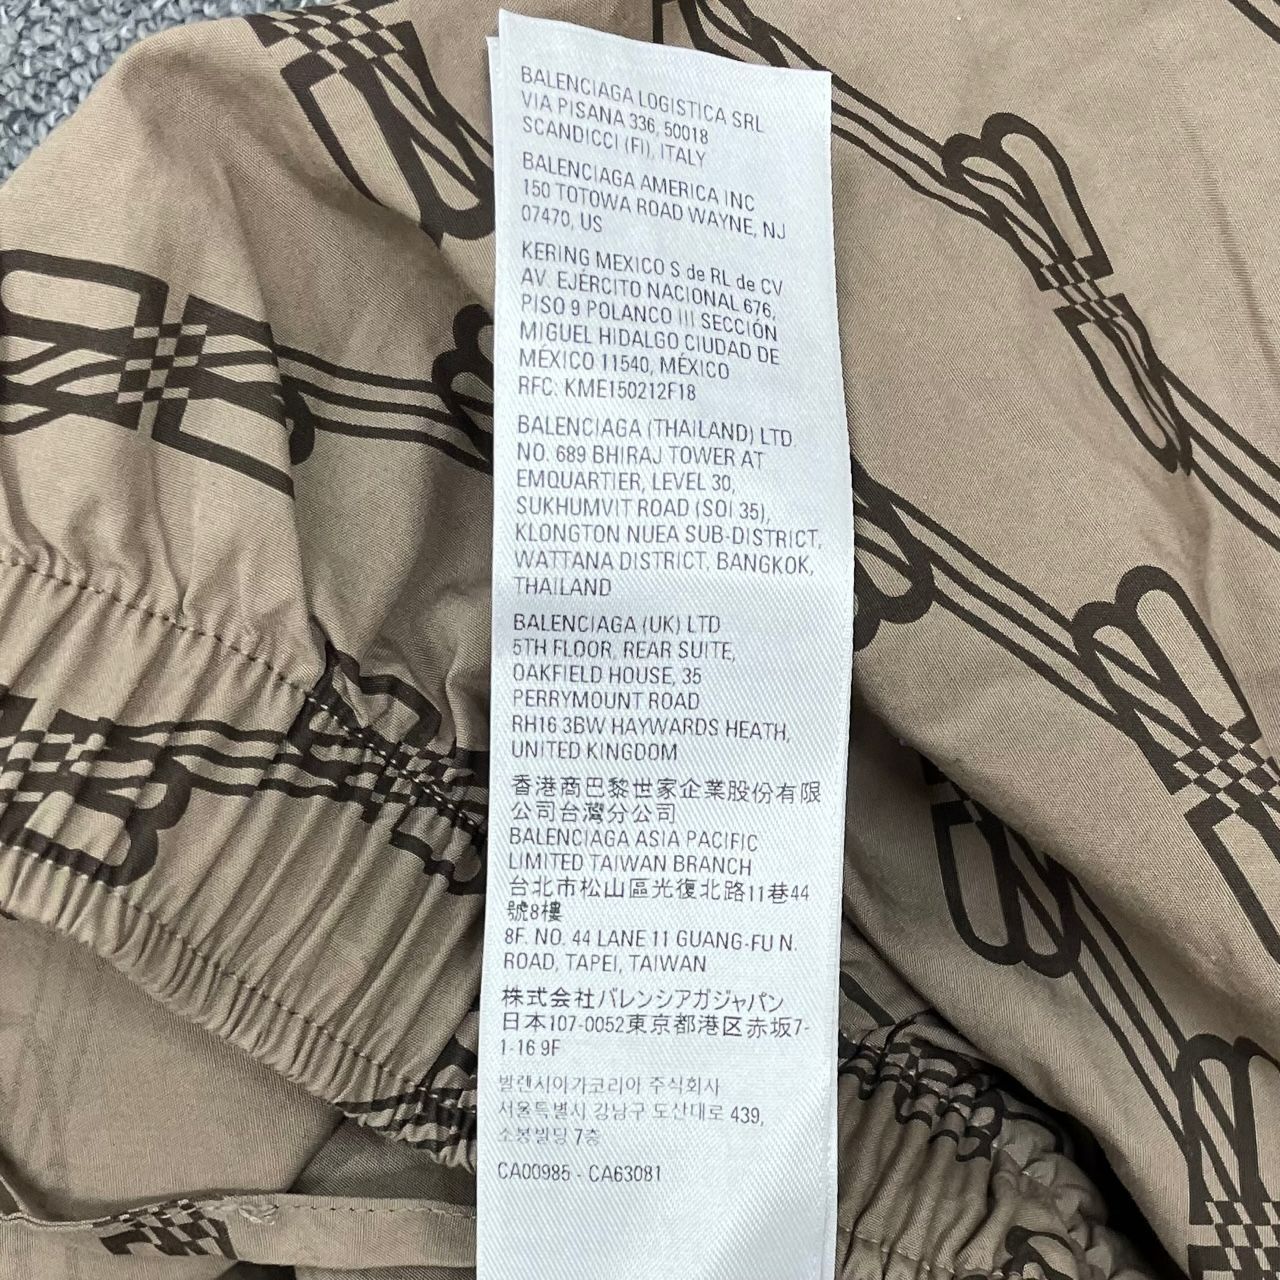 BALENCIAGA LOGISTICA SRL
VIA PISANA 336, 50018
SCANDICCI (FI), ITALY
BALENCIAGA AMERICA INC
150 TOTOWA ROAD WAYNE, NJ
07470, US
KERING MEXICO S de RL de CV
AV. EJÉRCITO NACIONAL 676,
PISO 9 POLANCO III SECCIÓN
MIGUEL HIDALGO CIUDAD DE
MÉXICO 11540, MÉXICO
RFC: KME150212F18
BALENCIAGA (THAILAND) LTD.
NO. 689 BHIRAJ TOWER AT
EMQUARTIER, LEVEL 30,
SUKHUMVIT ROAD (SOI 35),
KLONGTON NUEA SUB-DISTRICT,
WATTANA DISTRICT, BANGKOK,
THAILAND
BALENCIAGA (UK) LTD
5TH FLOOR, REAR SUITE,
OAKFIELD HOUSE, 35
PERRYMOUNT ROAD
RH16 3BW HAYWARDS HEATH,
UNITED KINGDOM
香港商巴黎世家企業股份有限
公司台灣分公司
BALENCIAGA ASIA PACIFIC
LIMITED TAIWAN BRANCH
台北市松山區光復北路11巷44
號8樓
8F. NO. 44 LANE 11 GUANG-FU N.
ROAD, TAPEI, TAIWAN
株式会社バレンシアガジャパン
日本107-0052東京都港区赤坂7-
1-16 9F
발렌시아가코리아 주식회사
서울특별시 강남구 도산대로 439,
소봉빌딩 7층
CA00985 - CA63081